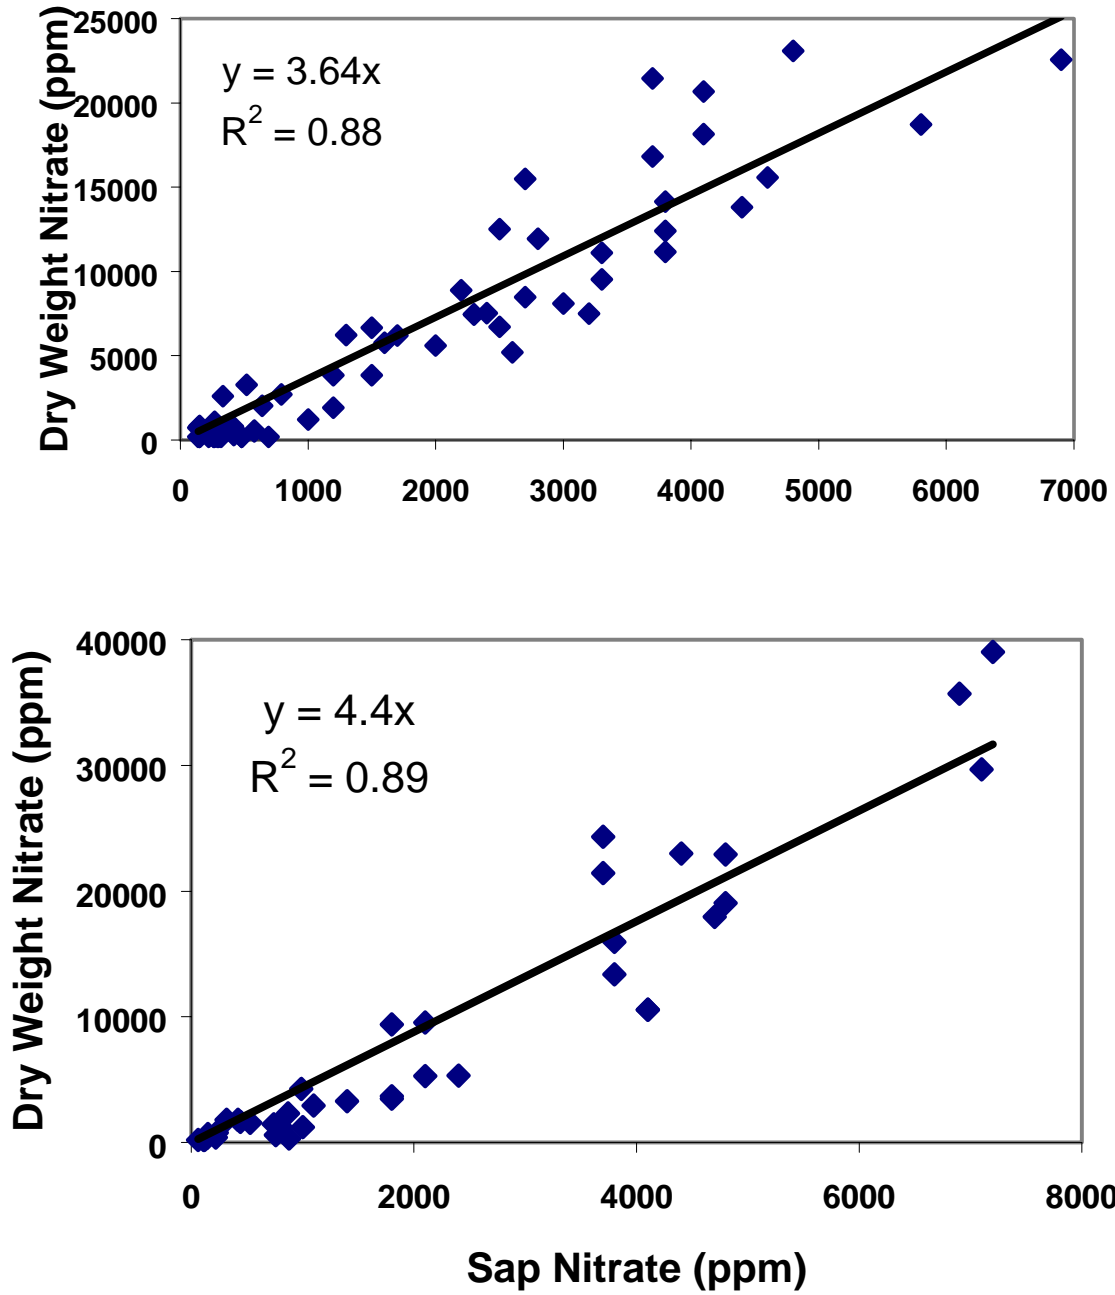 Dry Weight Nitrate (ppm)
25000
20000
15000
10000
5000
0
y = 3.64x
R² = 0.88
0 1000 2000 3000 4000 5000 6000 7000
Dry Weight Nitrate (ppm)
40000
30000
20000
10000
0
y = 4.4x
R² = 0.89
0 2000 4000 6000 8000
Sap Nitrate (ppm)